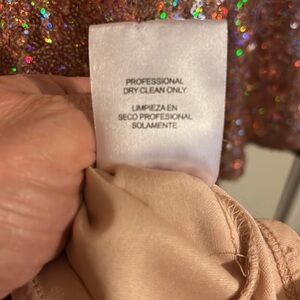 PROFESSIONAL
DRY CLEAN ONLY
LIMPIEZA EN
SECO PROFESIONAL
SOLAMENTE